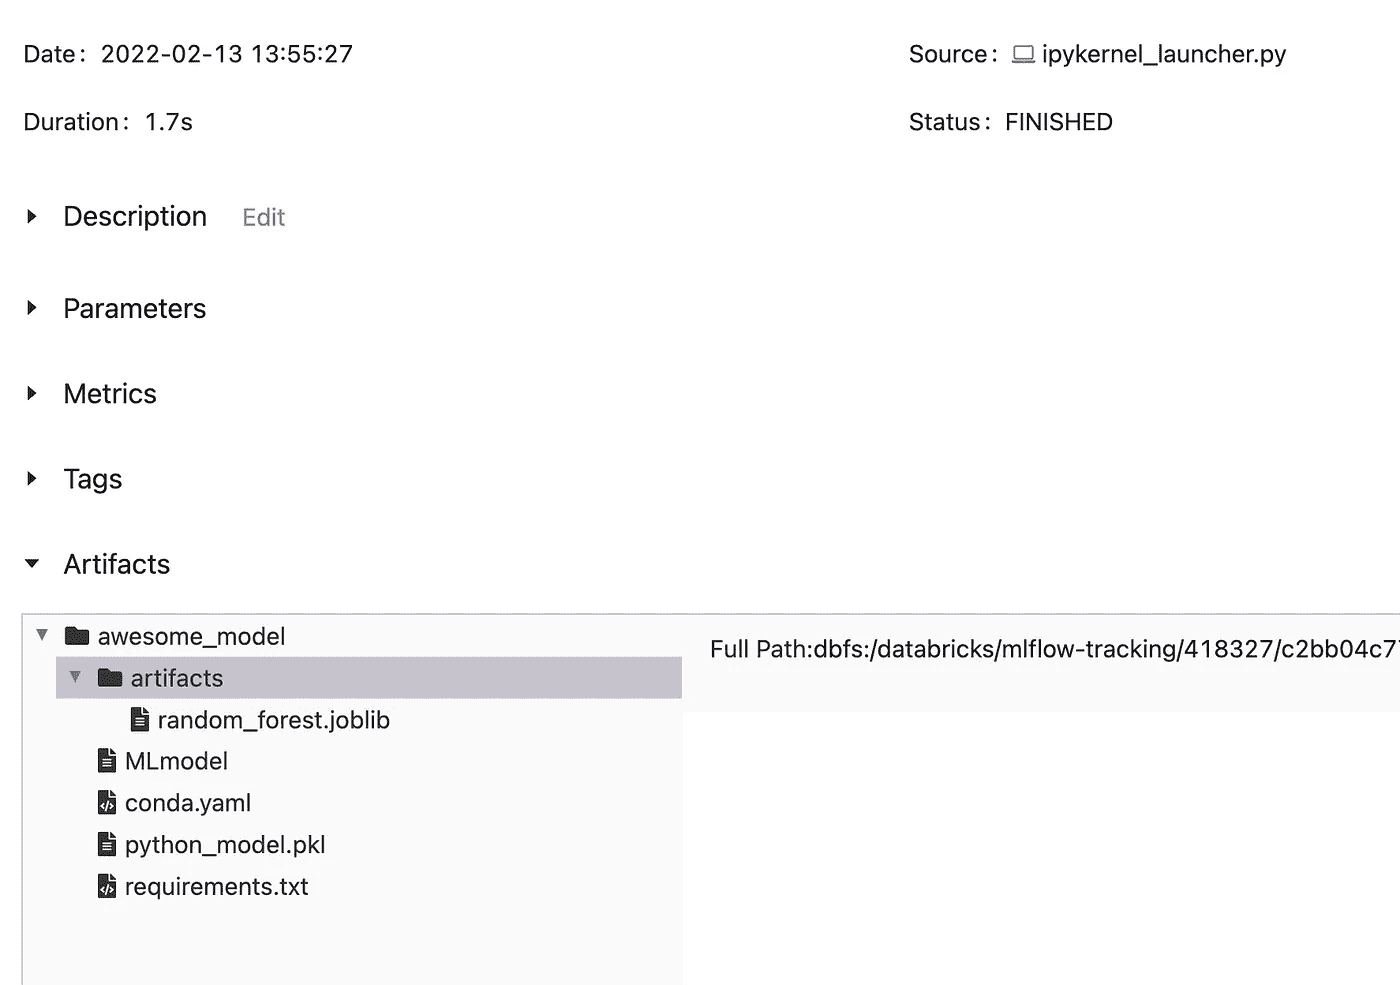 Date: 2022-02-13 13:55:27
Source: ipykernel_launcher.py
Duration: 1.7s
Status: FINISHED
Description Edit
Parameters
Metrics
Tags
Artifacts
awesome_model
Full Path:dbfs:/databricks/mlflow-tracking/418327/c2bb04c7
artifacts
random_forest.joblib
MLmodel
conda.yaml
python_model.pkl
requirements.txt